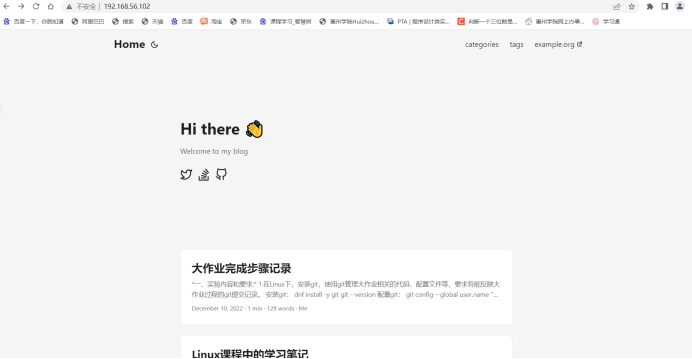 不安全 | 192.168.56.102
百度一下，你就知道 阿里巴巴 搜索 天猫 百度 淘宝 京东 课程学习_智慧树 惠州学院Huizhou... PTA | 程序设计类实... 判断一个三位数是... 惠州学院网上办事... 学习通
Home categories tags example.org
Hi there 👋
Welcome to my blog
大作业完成步骤记录
*一、实验内容和要求:* 1.在Linux下，安装git，使用git管理大作业相关的代码、配置文件等，要求有能反映大
作业过程的git提交记录。 安装git： dnf install -y git git --version 配置git： git config --global user.name "...
December 10, 2022 · 1 min · 129 words · Me
Linux课程中的学习笔记